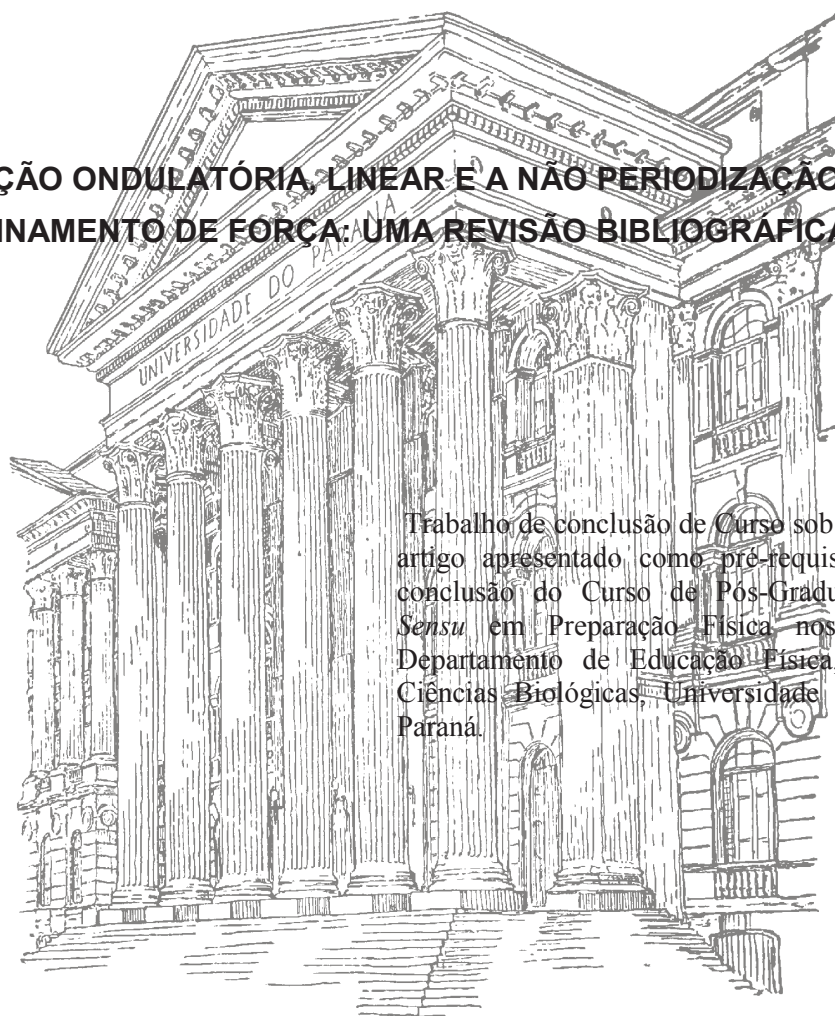 ÇÃO ONDULATÓRIA, LINEAR E A NÃO PERIODIZAÇÃO
INAMENTO DE FORÇA: UMA REVISÃO BIBLIOGRÁFICA
UNIVERSIDADE DO PARANÁ
Trabalho de conclusão de Curso sob
artigo apresentado como pré-requis
conclusão do Curso de Pós-Gradu
Sensu em Preparação Física nos
Departamento de Educação Física,
Ciências Biológicas, Universidade
Paraná.